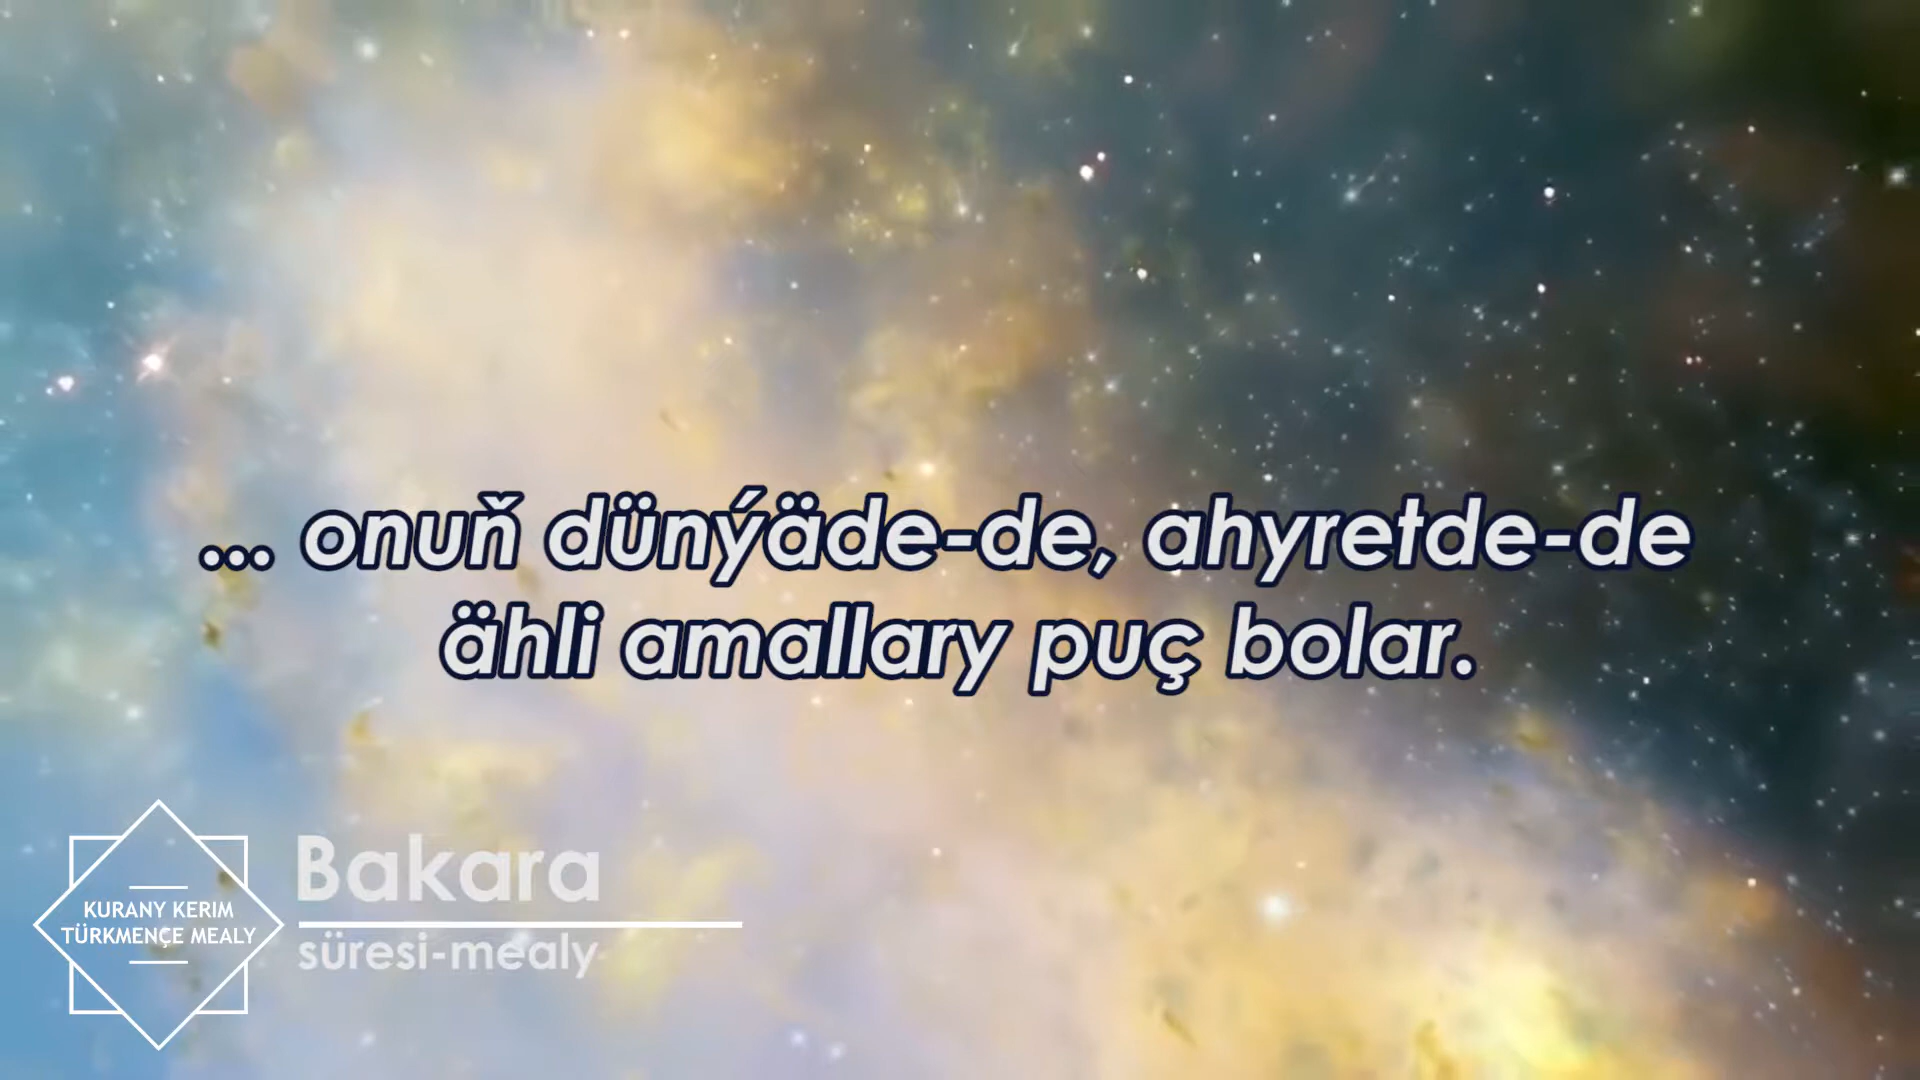 ... onuň dünýäde-de, ahyretde-de
ähli amallary puç bolar.
Bakara
süresi-mealy
KURANY KERIM
TÜRKMENÇE MEALY